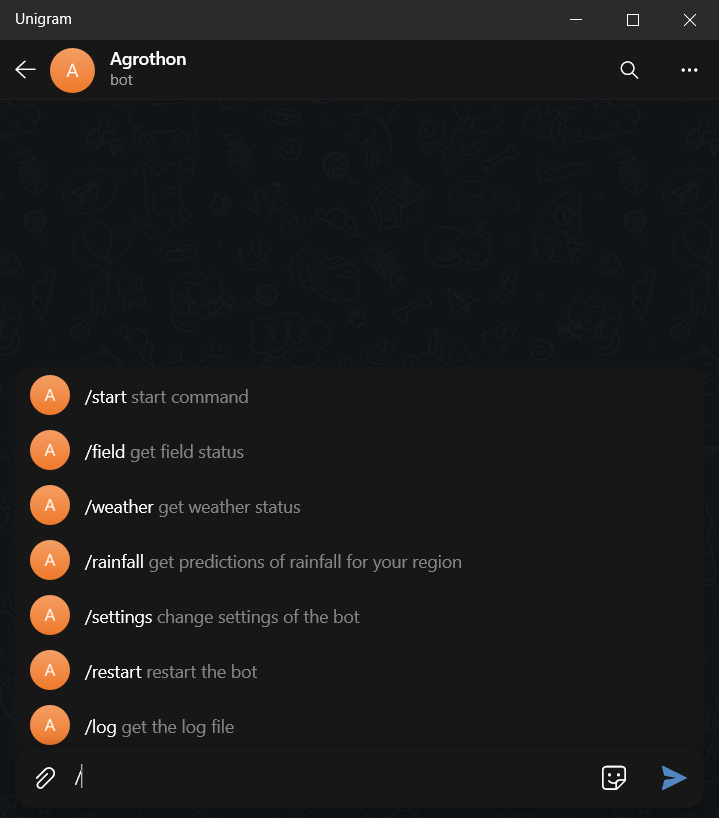 Unigram
A
Agrothon
bot
A
/start start command
A
/field get field status
A
/weather get weather status
A
/rainfall get predictions of rainfall for your region
A
/settings change settings of the bot
A
/restart restart the bot
A
/log get the log file
/